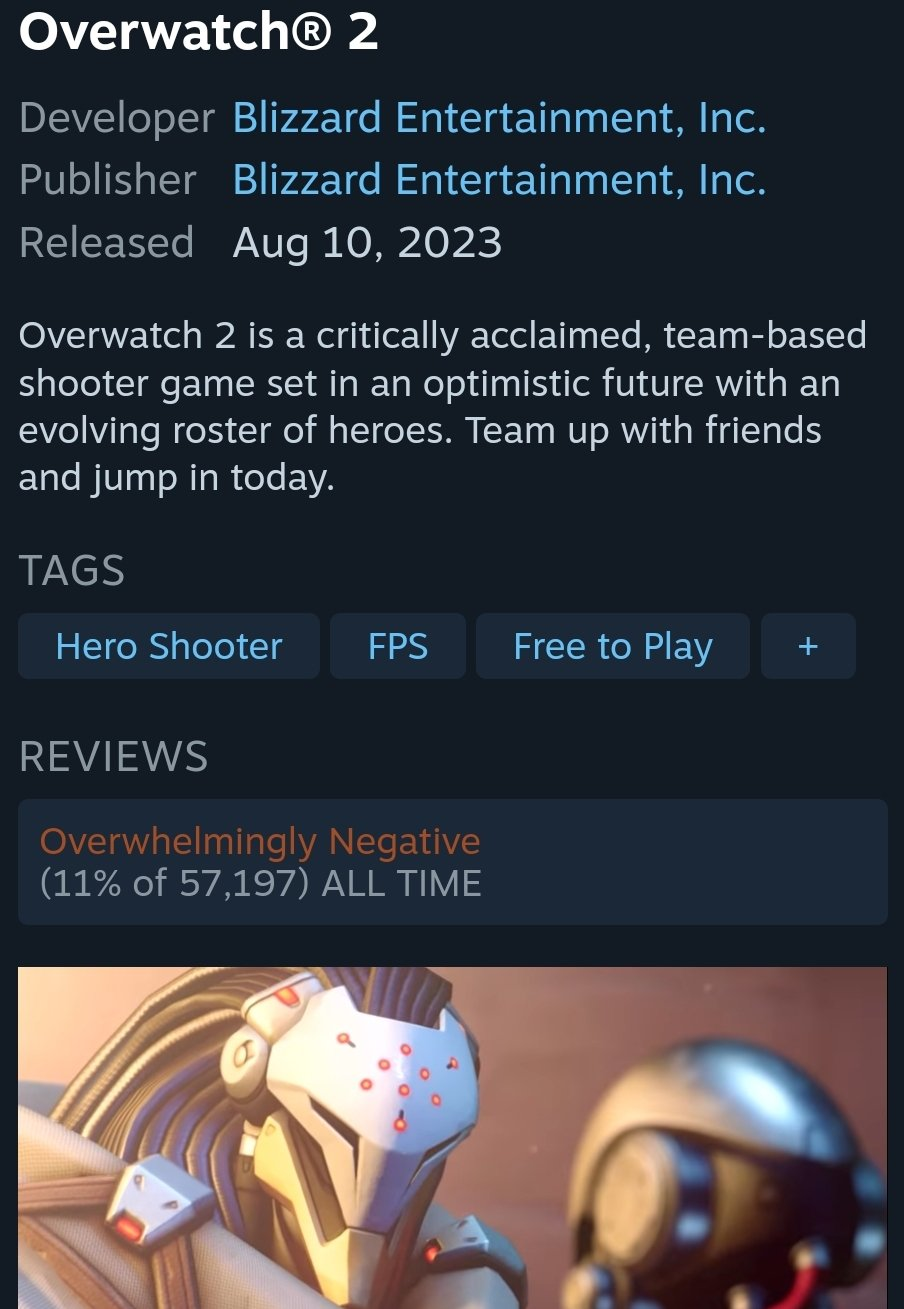 Overwatch® 2
Developer Blizzard Entertainment, Inc.
Publisher Blizzard Entertainment, Inc.
Released Aug 10, 2023
Overwatch 2 is a critically acclaimed, team-based
shooter game set in an optimistic future with an
evolving roster of heroes. Team up with friends
and jump in today.
TAGS
Hero Shooter FPS Free to Play +
REVIEWS
Overwhelmingly Negative
(11% of 57,197) ALL TIME